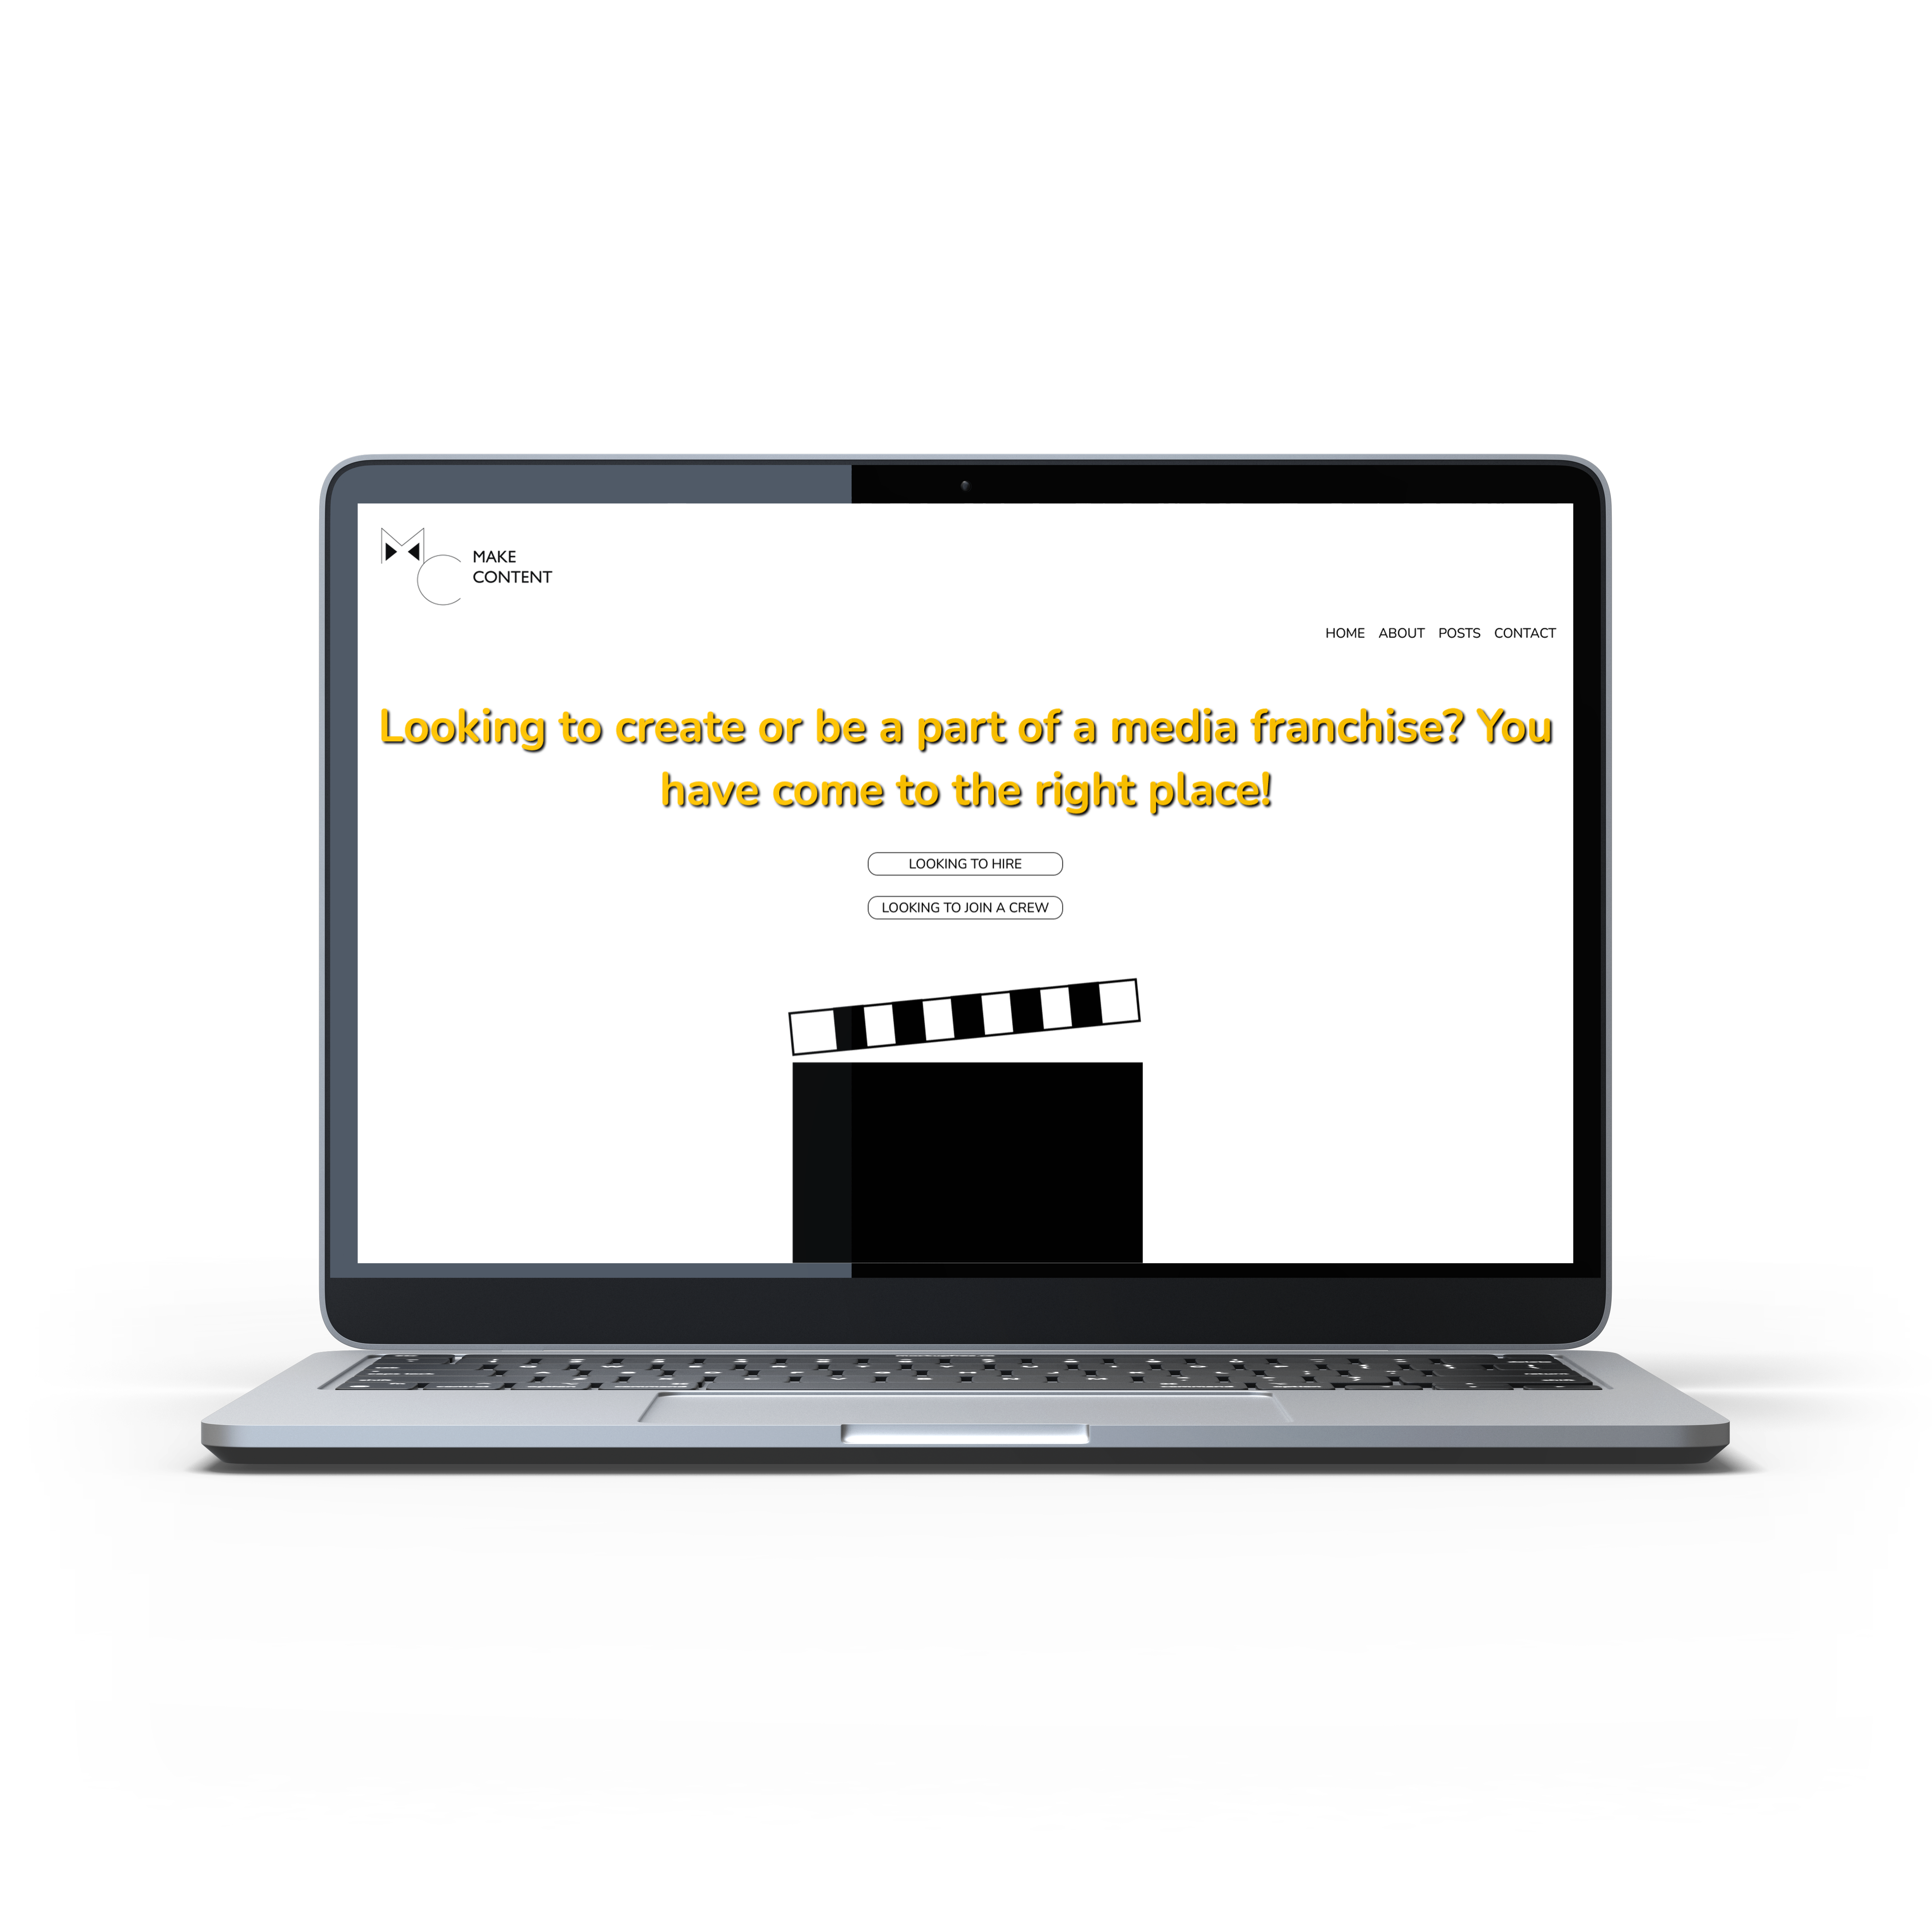 MAKE
CONTENT
HOME ABOUT POSTS CONTACT
Looking to create or be a part of a media franchise? You
have come to the right place!
LOOKING TO HIRE
LOOKING TO JOIN A CREW